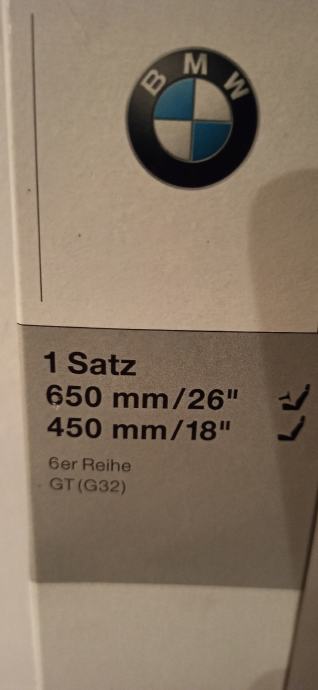 BMW
1 Satz
650 mm/26"
450 mm/18"
6er Reihe
GT (G32)